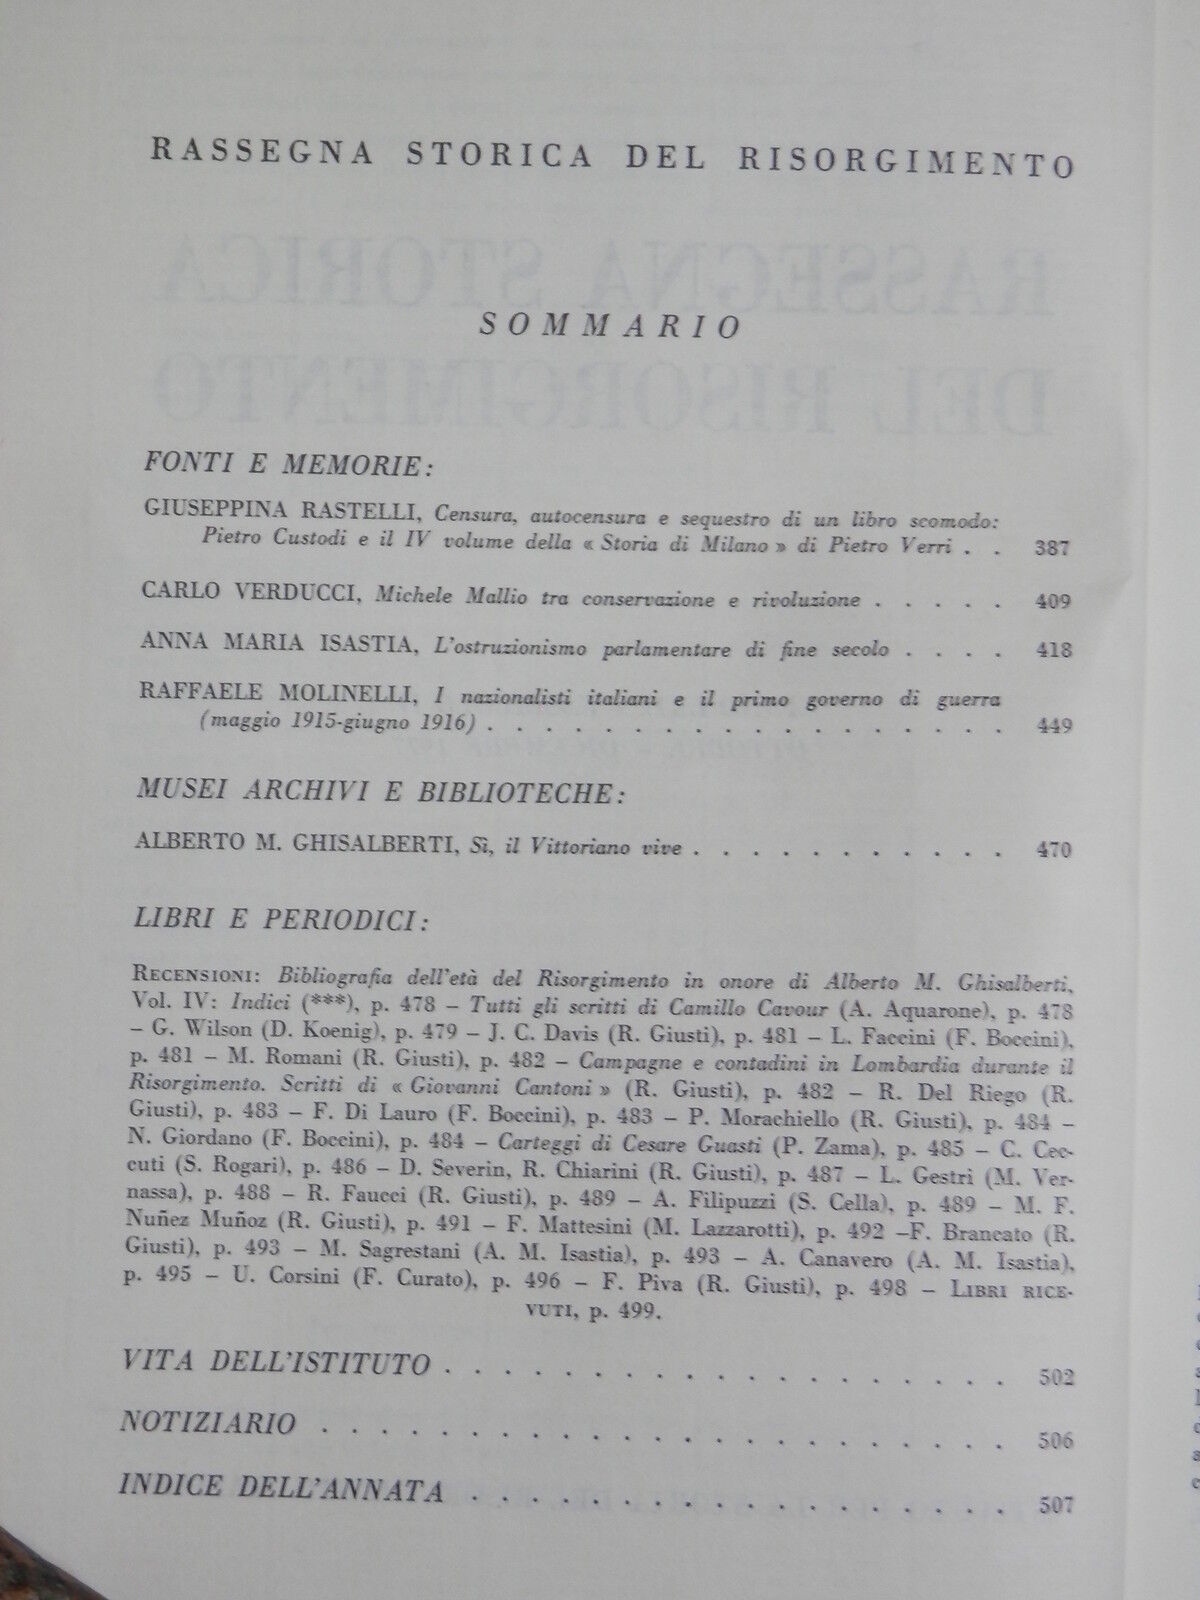 RASSEGNA STORICA DEL RISORGIMENTO
SOMMARIO
FONTI E MEMORIE:
GIUSEPPINA RASTELLI, Censura, autocensura e sequestro di un libro scomodo:
Pietro Custodi e il IV volume della « Storia di Milano » di Pietro Verri . . 387
CARLO VERDUCCI, Michele Mallio tra conservazione e rivoluzione . . . . . 409
ANNA MARIA ISASTIA, L'ostruzionismo parlamentare di fine secolo . . . . 418
RAFFAELE MOLINELLI, I nazionalisti italiani e il primo governo di guerra
(maggio 1915-giugno 1916) . . . . . . . . . . . . . . . . . . 449
MUSEI ARCHIVI E BIBLIOTECHE:
ALBERTO M. GHISALBERTI, Sì, il Vittoriano vive . . . . . . . . . . . 470
LIBRI E PERIODICI:
RECENSIONI: Bibliografia dell'età del Risorgimento in onore di Alberto M. Ghisalberti,
Vol. IV: Indici (***), p. 478 – Tutti gli scritti di Camillo Cavour (A. Aquarone), p. 478
– G. Wilson (D. Koenig), p. 479 – J. C. Davis (R. Giusti), p. 481 – L. Faccini (F. Boccini),
p. 481 – M. Romani (R. Giusti), p. 482 – Campagne e contadini in Lombardia durante il
Risorgimento. Scritti di « Giovanni Cantoni » (R. Giusti), p. 482 – R. Del Riego (R.
Giusti), p. 483 – F. Di Lauro (F. Boccini), p. 483 – P. Morachiello (R. Giusti), p. 484 –
N. Giordano (F. Boccini), p. 484 – Carteggi di Cesare Guasti (P. Zama), p. 485 – C. Cec-
cuti (S. Rogari), p. 486 – D. Severin, R. Chiarini (R. Giusti), p. 487 – L. Gestri (M. Ver-
nassa), p. 488 – R. Faucci (R. Giusti), p. 489 – A. Filipuzzi (S. Cella), p. 489 – M. F.
Nuñez Muñoz (R. Giusti), p. 491 – F. Mattesini (M. Lazzarotti), p. 492 –F. Brancato (R.
Giusti), p. 493 – M. Sagrestani (A. M. Isastia), p. 493 – A. Canavero (A. M. Isastia),
p. 495 – U. Corsini (F. Curato), p. 496 – F. Piva (R. Giusti), p. 498 – LIBRI RICE-
VUTI, p. 499.
VITA DELL'ISTITUTO . . . . . . . . . . . . . . . . . . . 502
NOTIZIARIO . . . . . . . . . . . . . . . . . . . . . . . 506
INDICE DELL'ANNATA . . . . . . . . . . . . . . . . . . 507